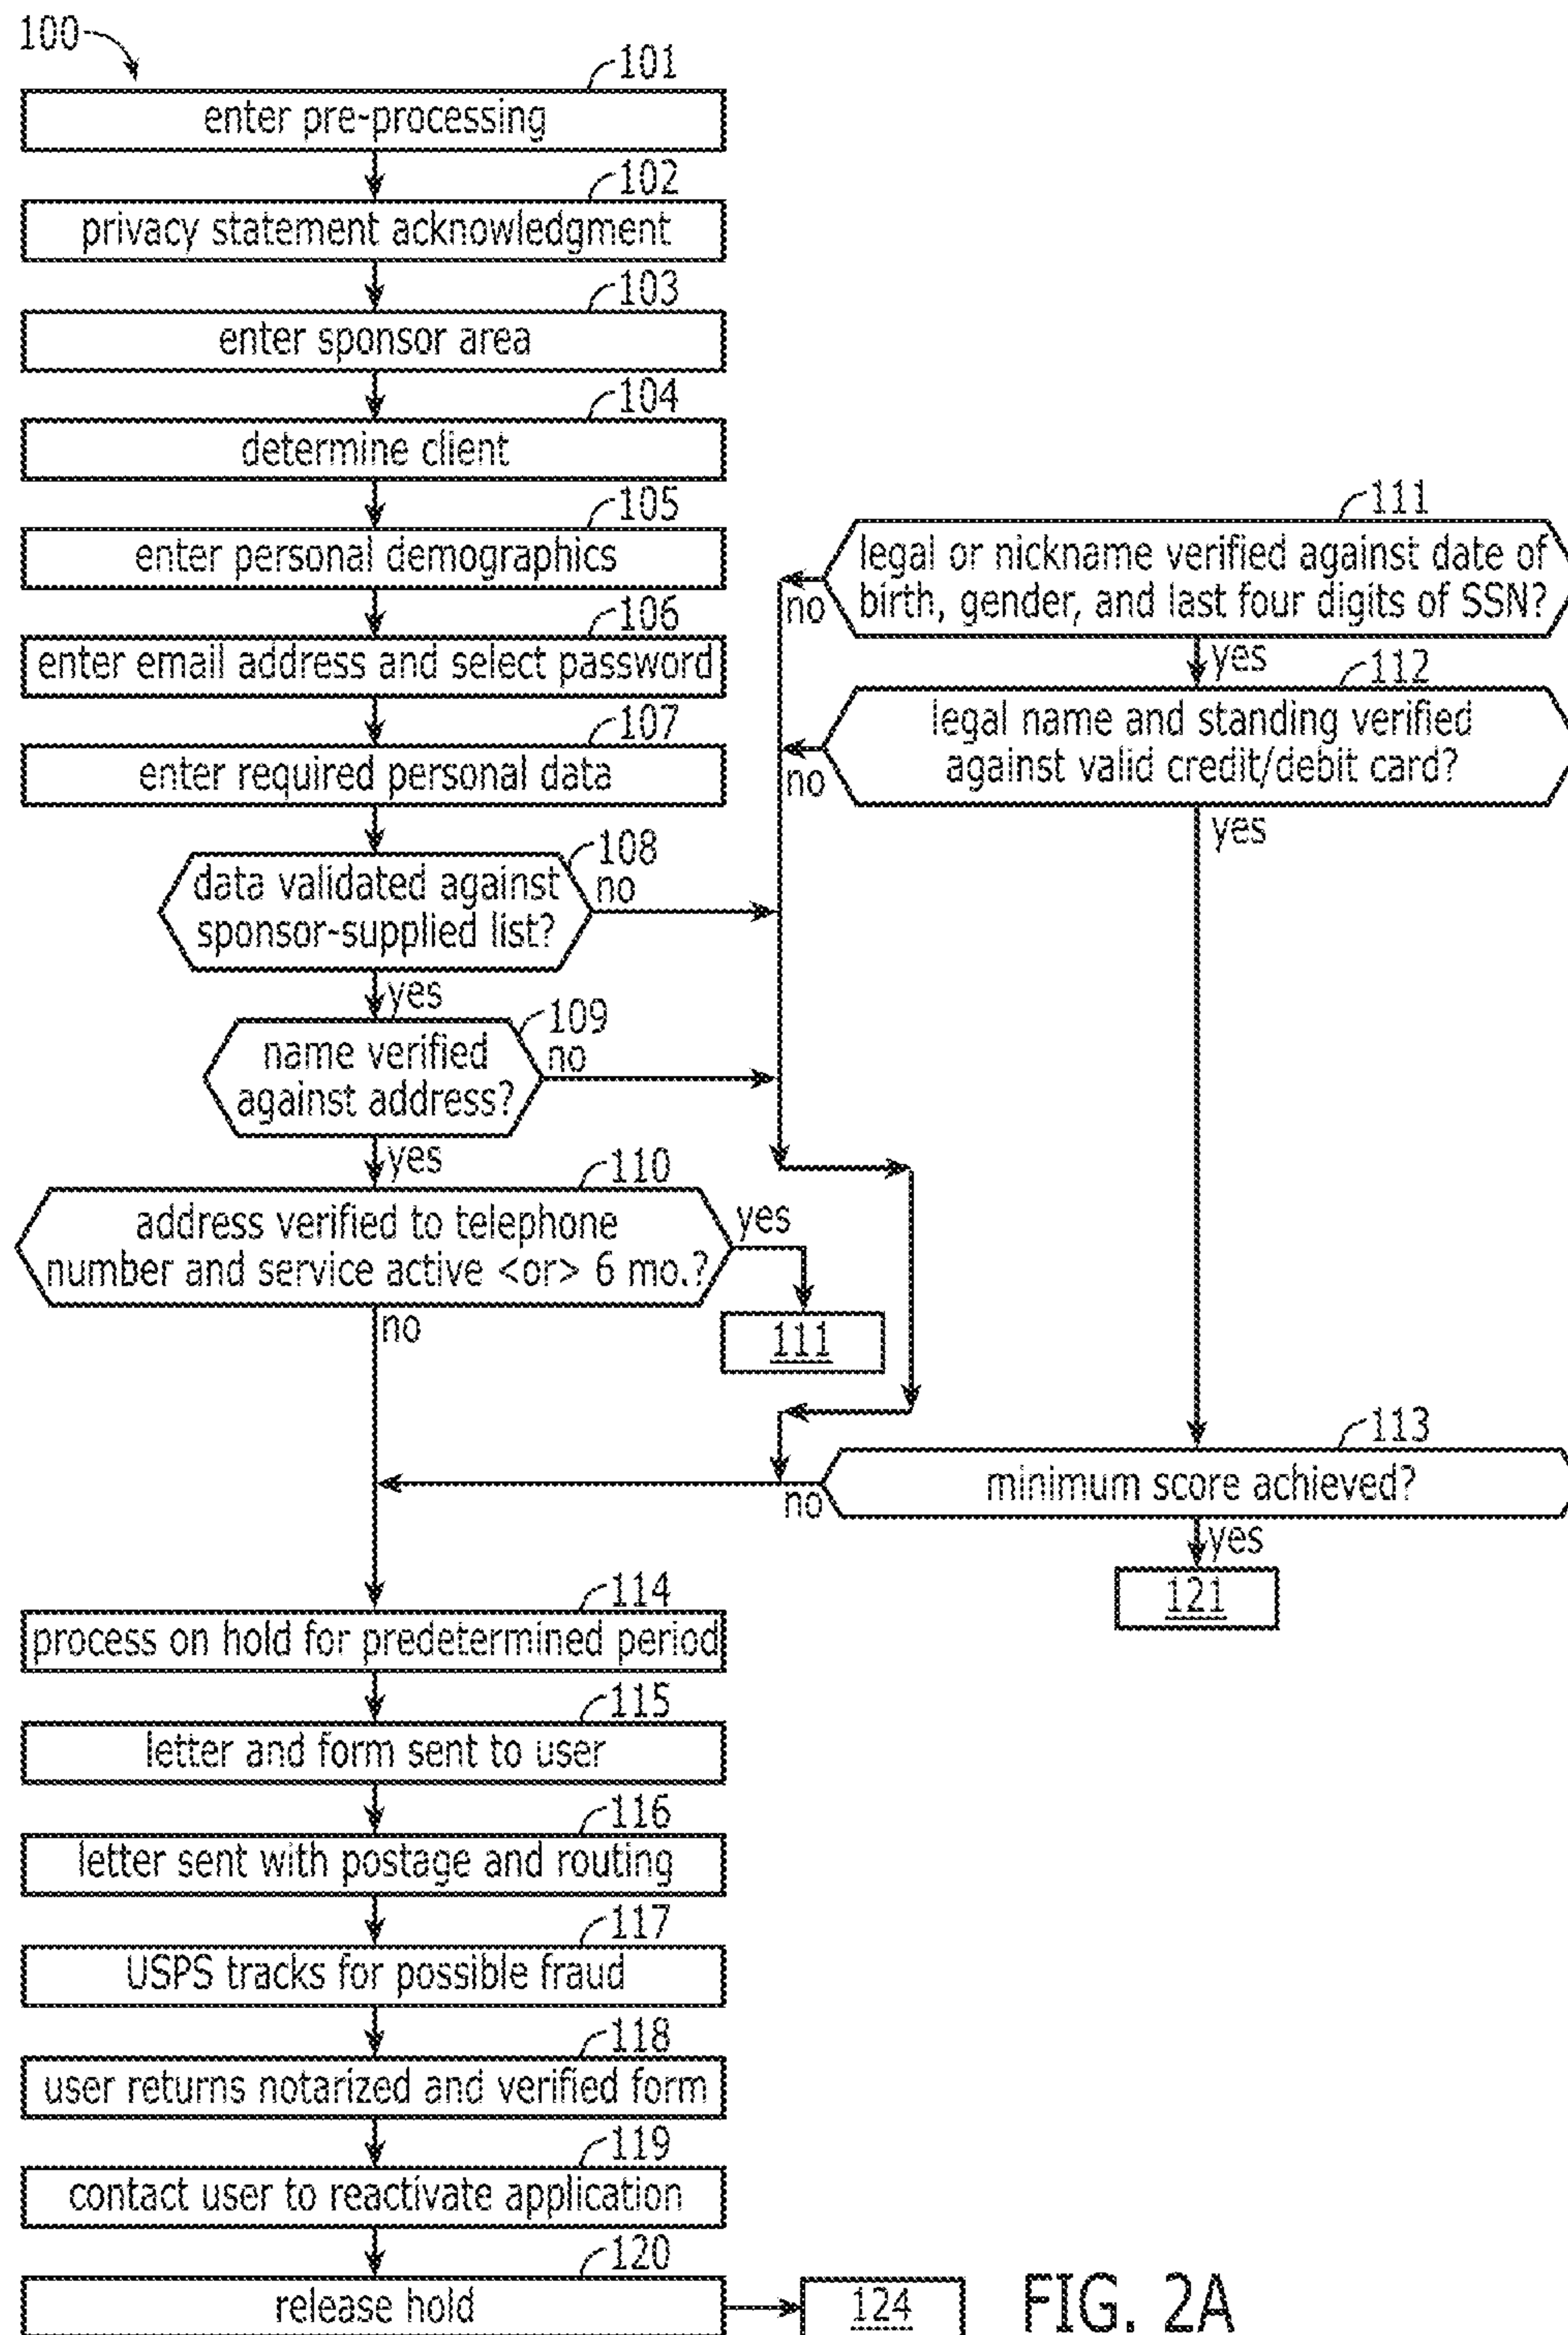 100
101
enter pre-processing
102
privacy statement acknowledgment
103
enter sponsor area
104
determine client
105
enter personal demographics
106
enter email address and select password
107
enter required personal data
108
data validated against
sponsor-supplied list?
no
yes
109
name verified
against address?
no
yes
110
address verified to telephone
number and service active <or> 6 mo.?
yes
111
no
111
legal or nickname verified against date of
birth, gender, and last four digits of SSN?
no
yes
112
legal name and standing verified
against valid credit/debit card?
no
yes
113
minimum score achieved?
no
yes
121
114
process on hold for predetermined period
115
letter and form sent to user
116
letter sent with postage and routing
117
USPS tracks for possible fraud
118
user returns notarized and verified form
119
contact user to reactivate application
120
release hold
124
FIG. 2A